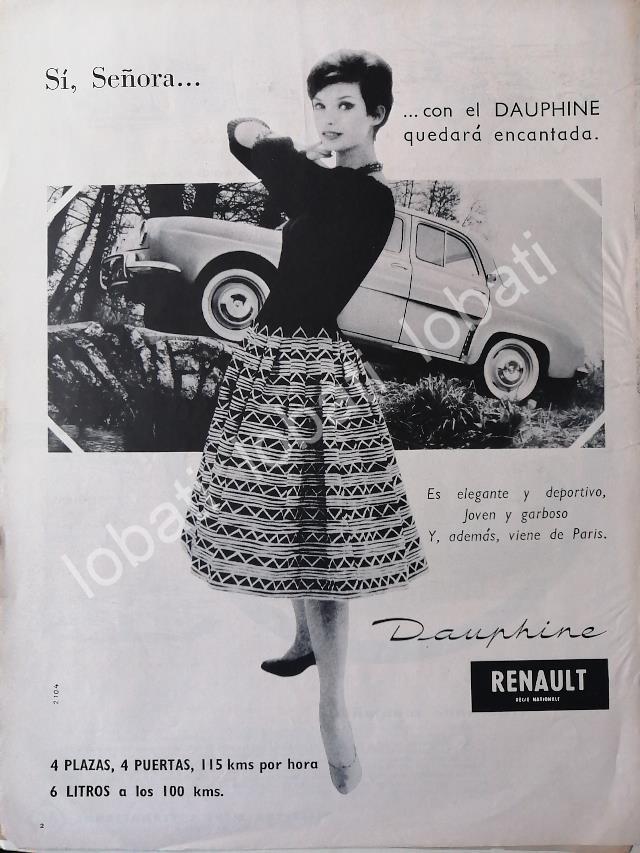 Sí, Señora...
...con el DAUPHINE
quedará encantada.
lobati lobati lobati
Es elegante y deportivo,
Joven y garboso
Y, además, viene de Paris.
Dauphine
RENAULT
RÉGIE NATIONALE
2104
4 PLAZAS, 4 PUERTAS, 115 kms por hora
6 LITROS a los 100 kms.
2